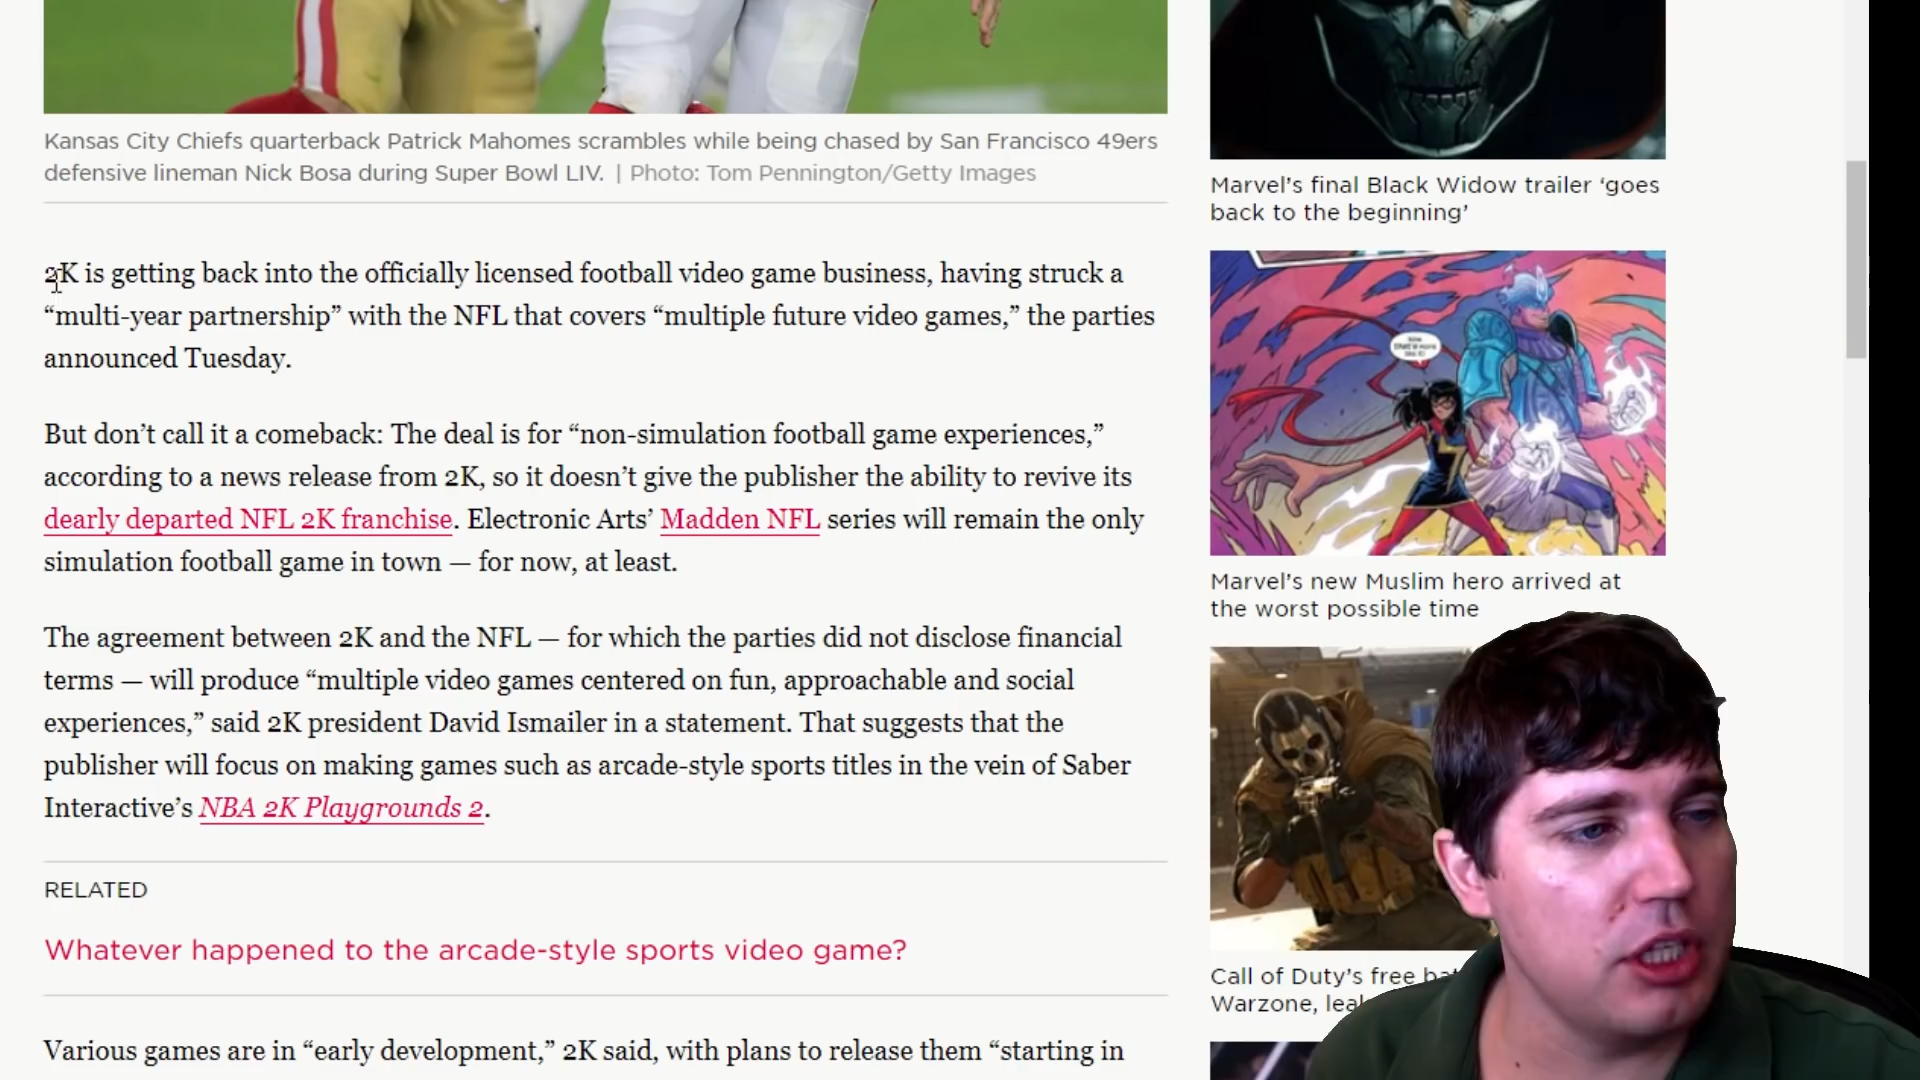 Kansas City Chiefs quarterback Patrick Mahomes scrambles while being chased by San Francisco 49ers
defensive lineman Nick Bosa during Super Bowl LIV. | Photo: Tom Pennington/Getty Images
2K is getting back into the officially licensed football video game business, having struck a
“multi-year partnership” with the NFL that covers “multiple future video games,” the parties
announced Tuesday.
But don’t call it a comeback: The deal is for “non-simulation football game experiences,”
according to a news release from 2K, so it doesn’t give the publisher the ability to revive its
dearly departed NFL 2K franchise. Electronic Arts’ Madden NFL series will remain the only
simulation football game in town — for now, at least.
The agreement between 2K and the NFL — for which the parties did not disclose financial
terms — will produce “multiple video games centered on fun, approachable and social
experiences,” said 2K president David Ismailer in a statement. That suggests that the
publisher will focus on making games such as arcade-style sports titles in the vein of Saber
Interactive’s NBA 2K Playgrounds 2.
RELATED
Whatever happened to the arcade-style sports video game?
Various games are in “early development,” 2K said, with plans to release them “starting in
Marvel’s final Black Widow trailer ‘goes
back to the beginning’
Marvel’s new Muslim hero arrived at
the worst possible time
Call of Duty’s free
Warzone,